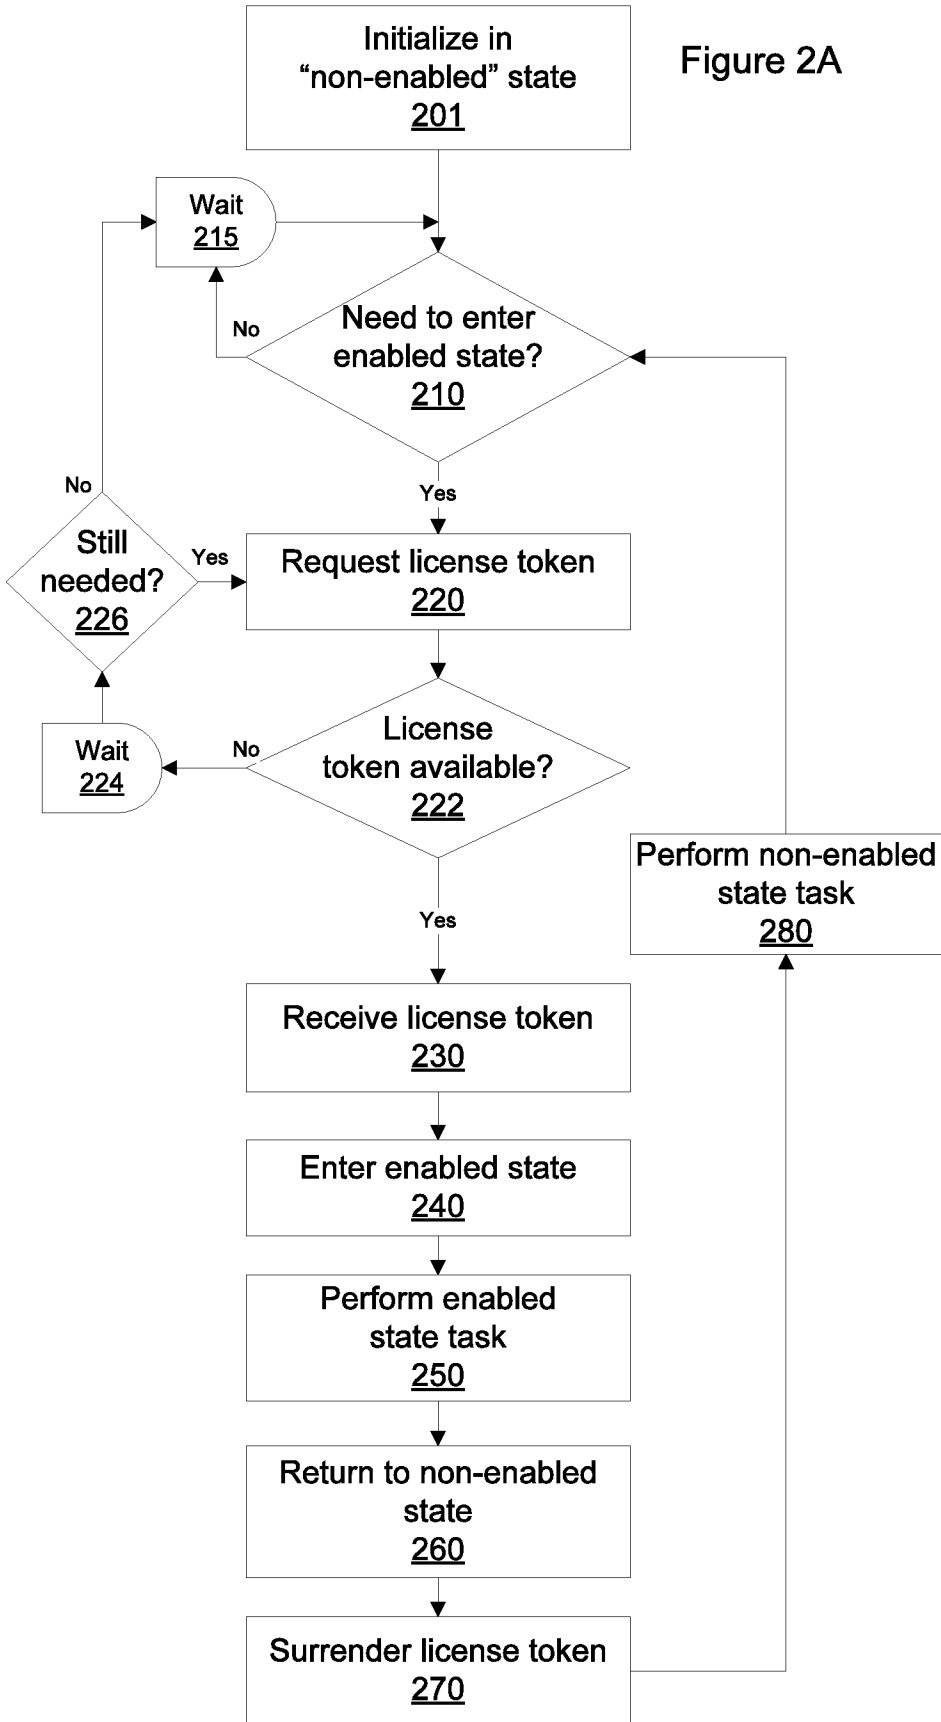 Initialize in
“non-enabled” state
201
Figure 2A
Wait
215
No
Need to enter
enabled state?
210
Yes
No
Still
needed?
226
Yes
Request license token
220
Wait
224
No
License
token available?
222
Yes
Perform non-enabled
state task
280
Receive license token
230
Enter enabled state
240
Perform enabled
state task
250
Return to non-enabled
state
260
Surrender license token
270